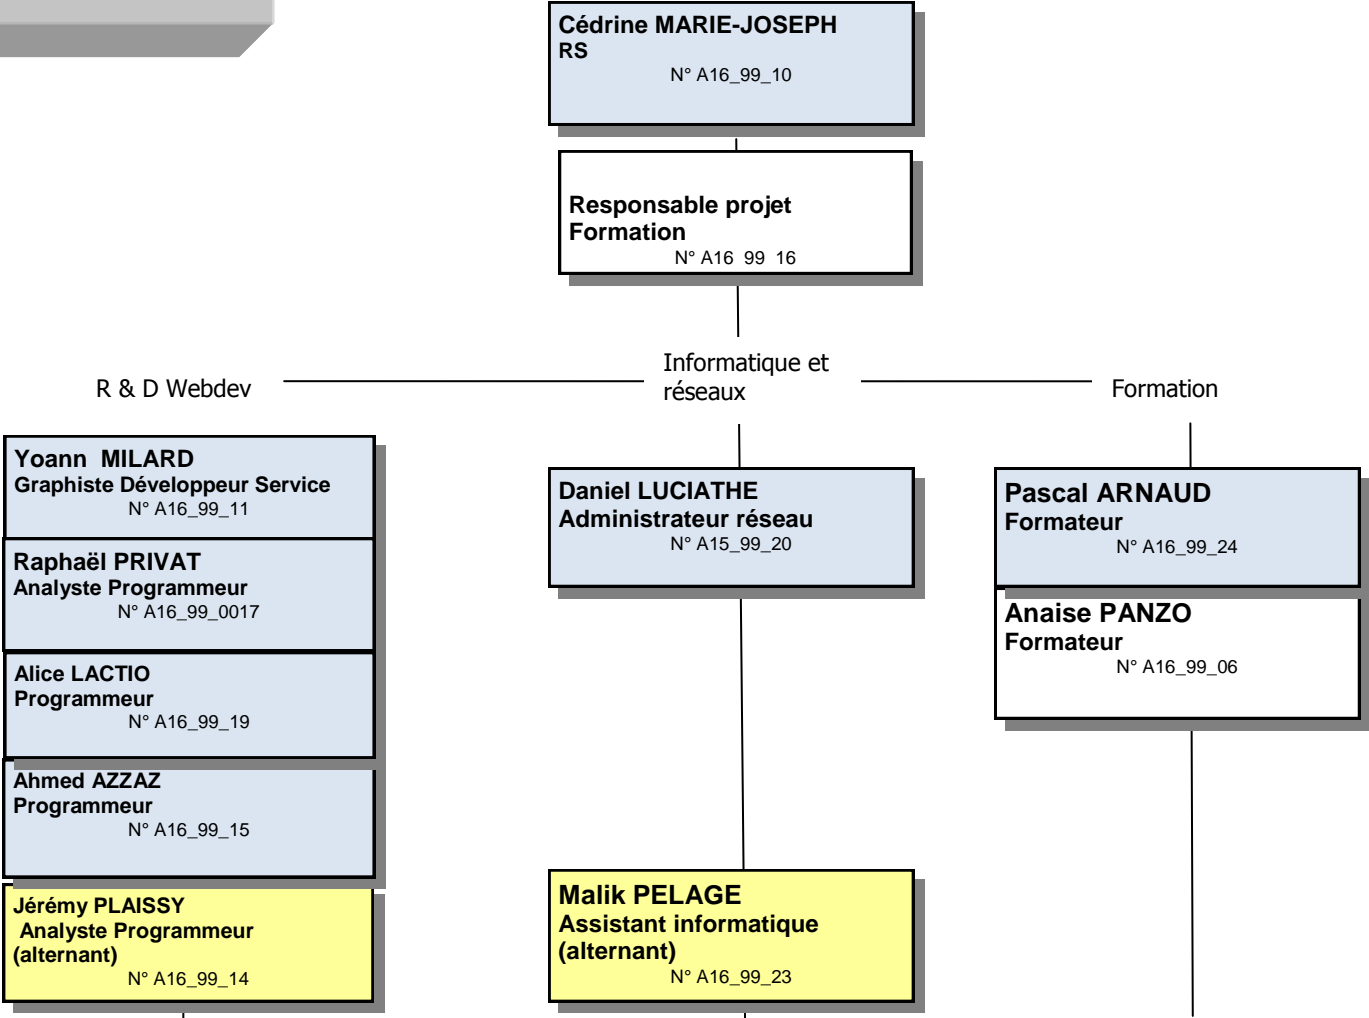 Cédrine MARIE-JOSEPH
RS
N° A16_99_10
Responsable projet
Formation
N° A16_99_16
R & D Webdev
Informatique et
réseaux
Formation
Yoann  MILARD
Graphiste Développeur Service
N° A16_99_11
Raphaël PRIVAT
Analyste Programmeur
N° A16_99_0017
Alice LACTIO
Programmeur
N° A16_99_19
Ahmed AZZAZ
Programmeur
N° A16_99_15
Jérémy PLAISSY
Analyste Programmeur
(alternant)
N° A16_99_14
Daniel LUCIATHE
Administrateur réseau
N° A15_99_20
Malik PELAGE
Assistant informatique
(alternant)
N° A16_99_23
Pascal ARNAUD
Formateur
N° A16_99_24
Anaise PANZO
Formateur
N° A16_99_06